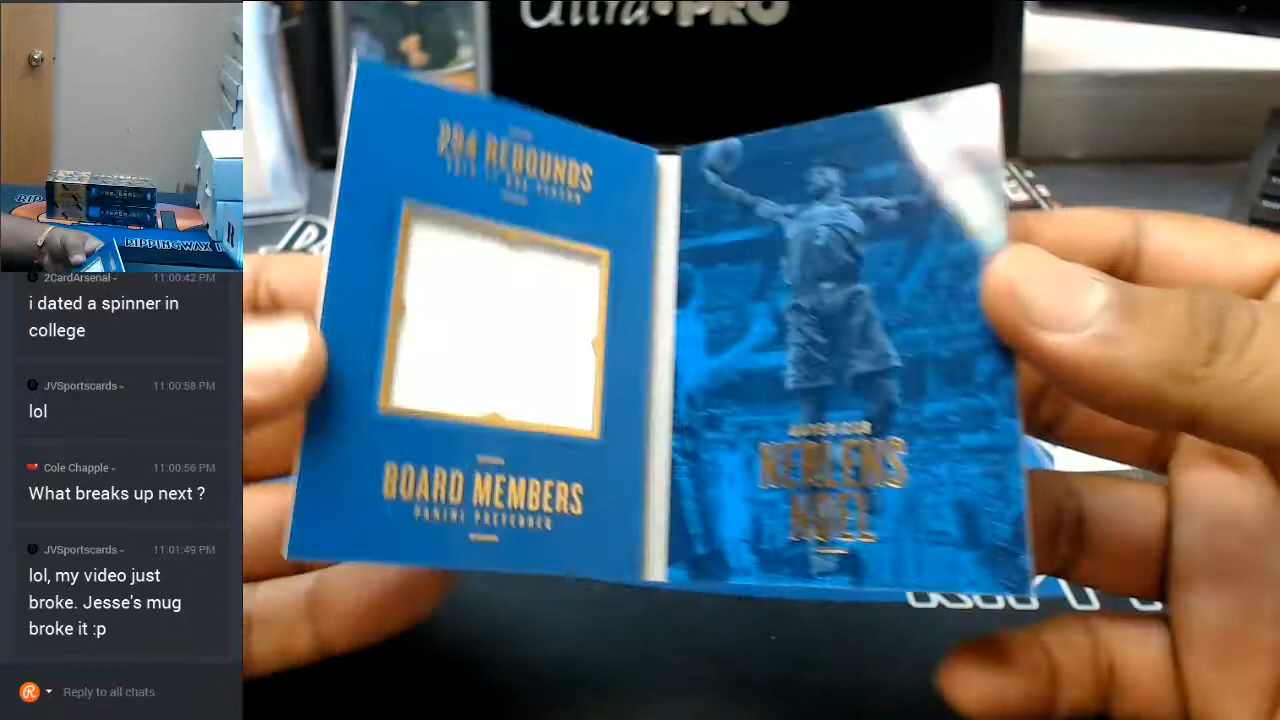 Ultra•PRO
RIPPINGWAX
2CardArsenal
11:00:42 PM
i dated a spinner in
college
JVSportscards
11:00:58 PM
lol
Cole Chapple
11:00:56 PM
What breaks up next ?
JVSportscards
11:01:49 PM
lol, my video just
broke. Jesse's mug
broke it :p
Reply to all chats
REBOUNDS
BOARD MEMBERS
PANINI PREFERRED
NERLENS
NOEL